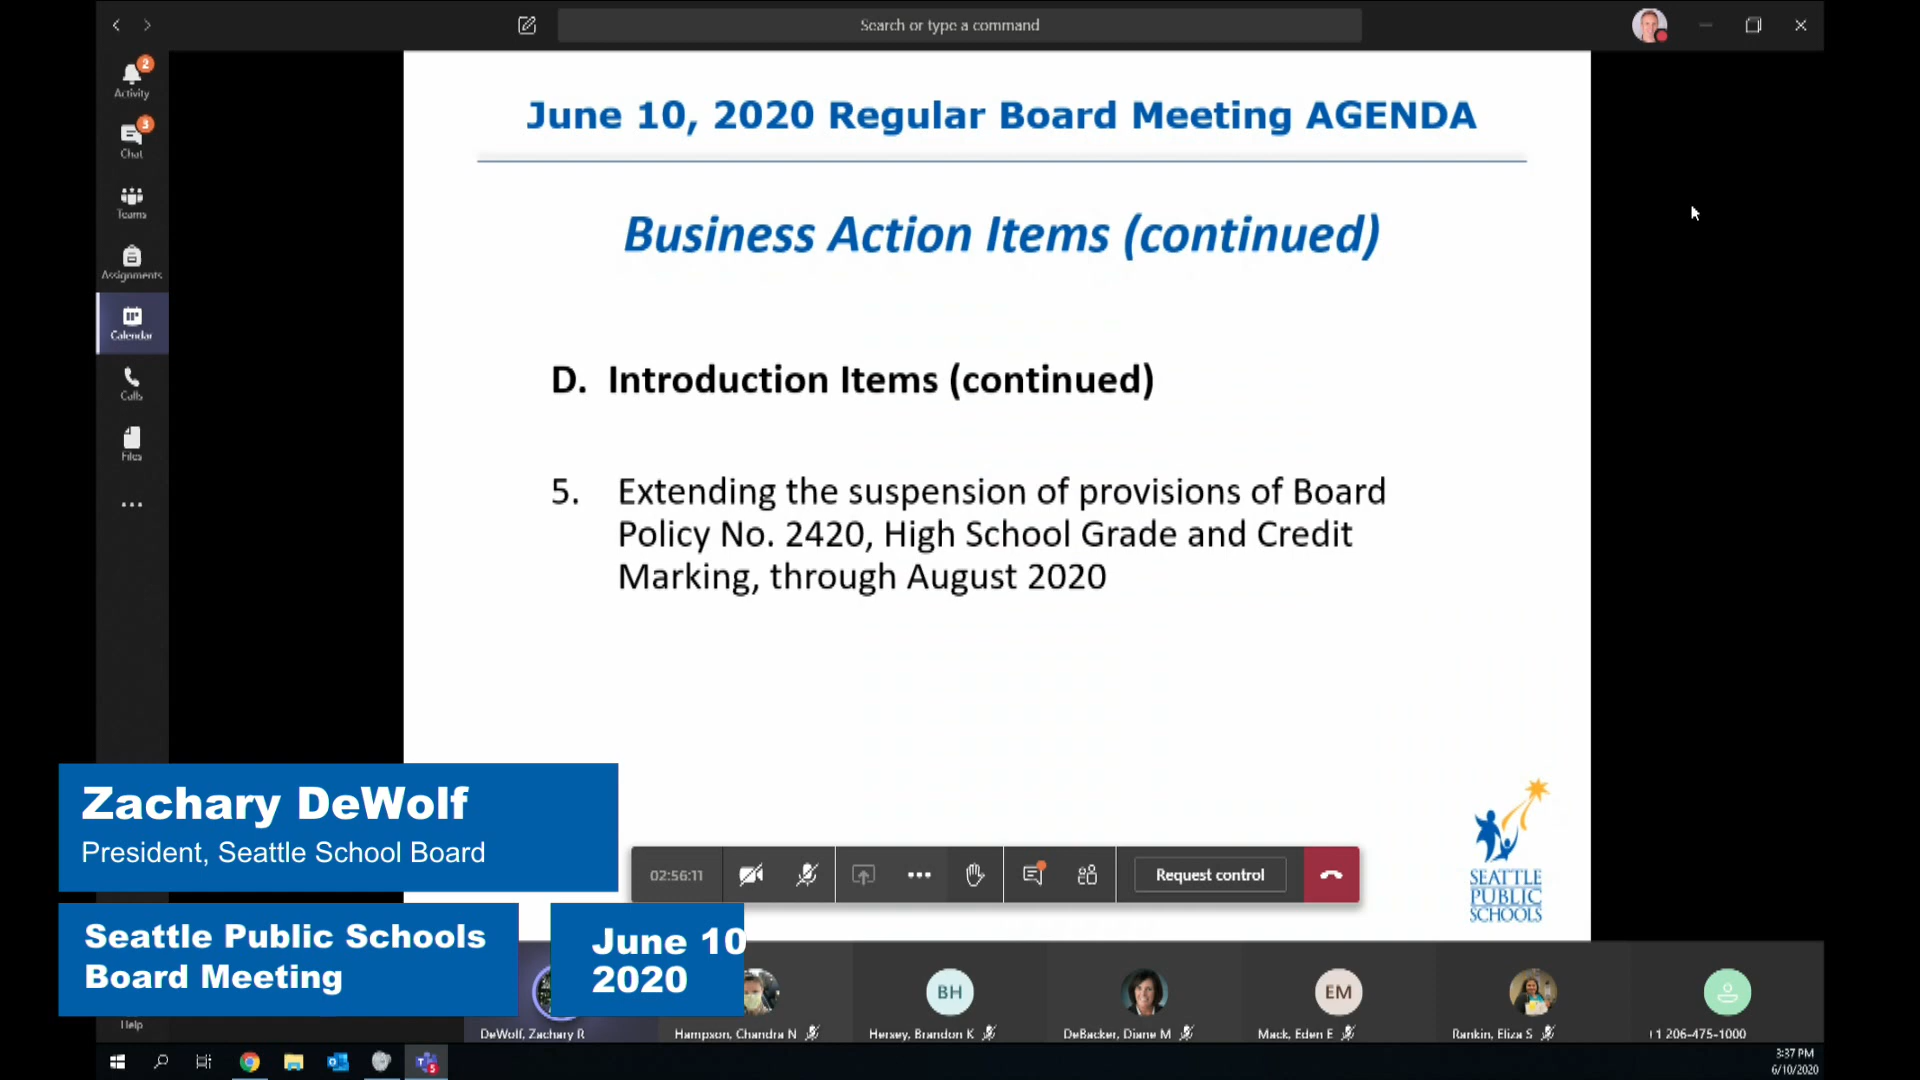 Search or type a command
2
Activity
3
Chat
Teams
Assignments
Calendar
Calls
Files
June 10, 2020 Regular Board Meeting AGENDA
Business Action Items (continued)
D. Introduction Items (continued)
5. Extending the suspension of provisions of Board
Policy No. 2420, High School Grade and Credit
Marking, through August 2020
SEATTLE
PUBLIC
SCHOOLS
Zachary DeWolf
President, Seattle School Board
02:56:11
Request control
Seattle Public Schools
Board Meeting
June 10
2020
BH
EM
Help
DeWolf, Zachary R
Hampson, Chandra N
Hersey, Brandon K
DeBacker, Diane M
Mack, Eden E
Rankin, Eliza S
+1 206-475-1000
5
3:37 PM
6/10/2020